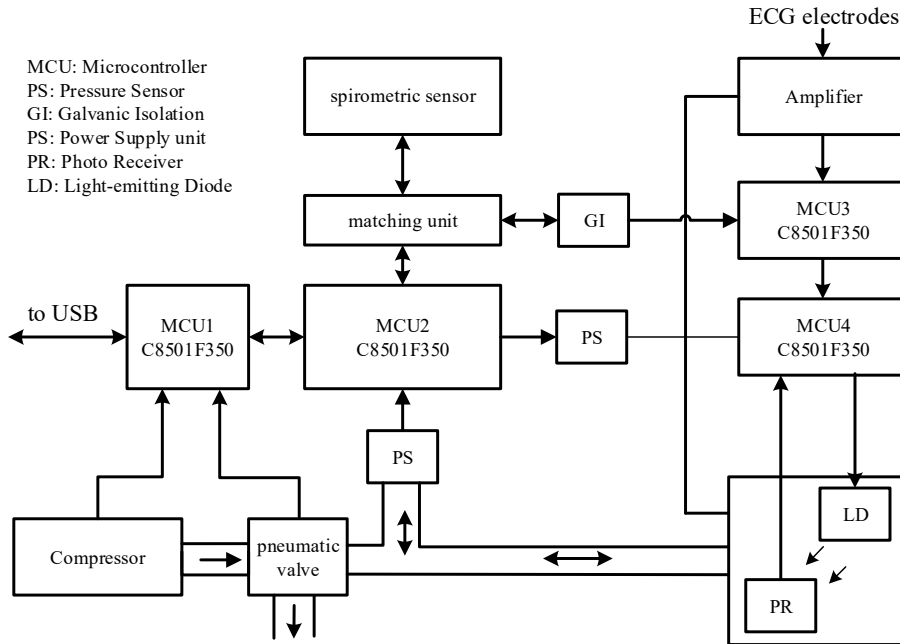 ECG electrodes
MCU: Microcontroller
PS: Pressure Sensor
GI: Galvanic Isolation
PS: Power Supply unit
PR: Photo Receiver
LD: Light-emitting Diode
spirometric sensor
Amplifier
matching unit
GI
MCU3
C8501F350
to USB
MCU1
C8501F350
MCU2
C8501F350
PS
MCU4
C8501F350
PS
Compressor
pneumatic
valve
LD
PR